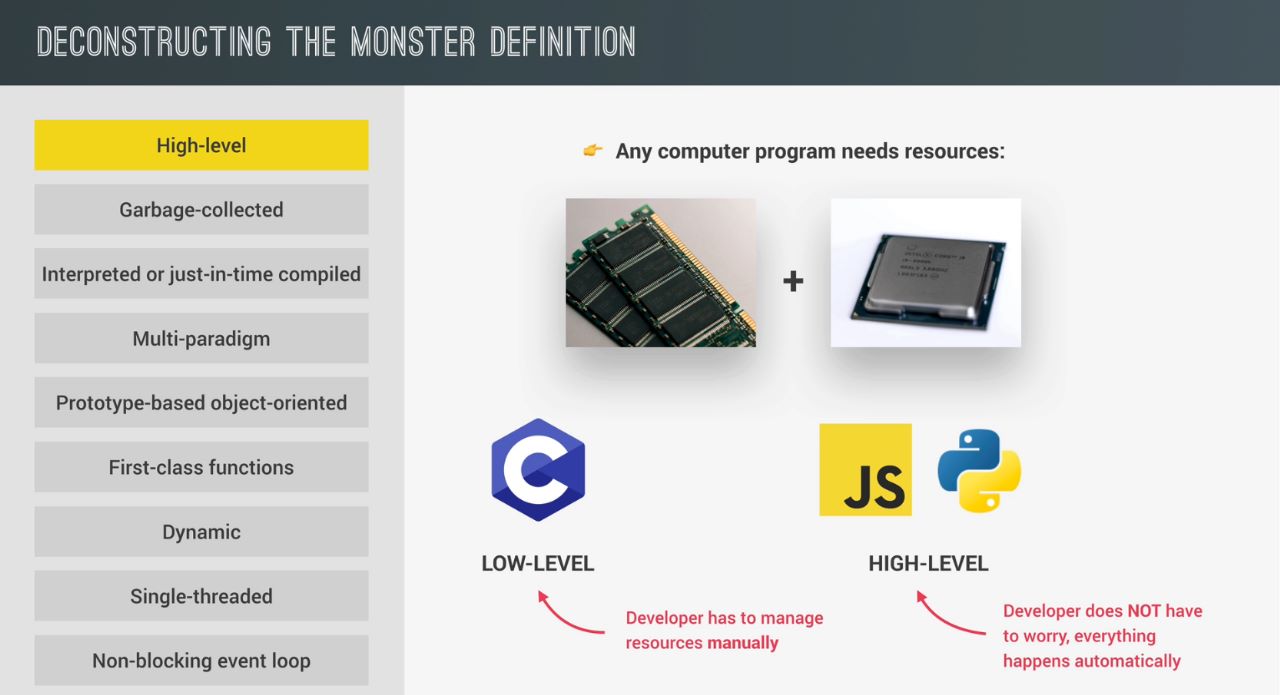 DECONSTRUCTING THE MONSTER DEFINITION
High-level
Garbage-collected
Interpreted or just-in-time compiled
Multi-paradigm
Prototype-based object-oriented
First-class functions
Dynamic
Single-threaded
Non-blocking event loop
👉 Any computer program needs resources:
+
C
JS
LOW-LEVEL
HIGH-LEVEL
Developer has to manage
resources manually
Developer does NOT have
to worry, everything
happens automatically